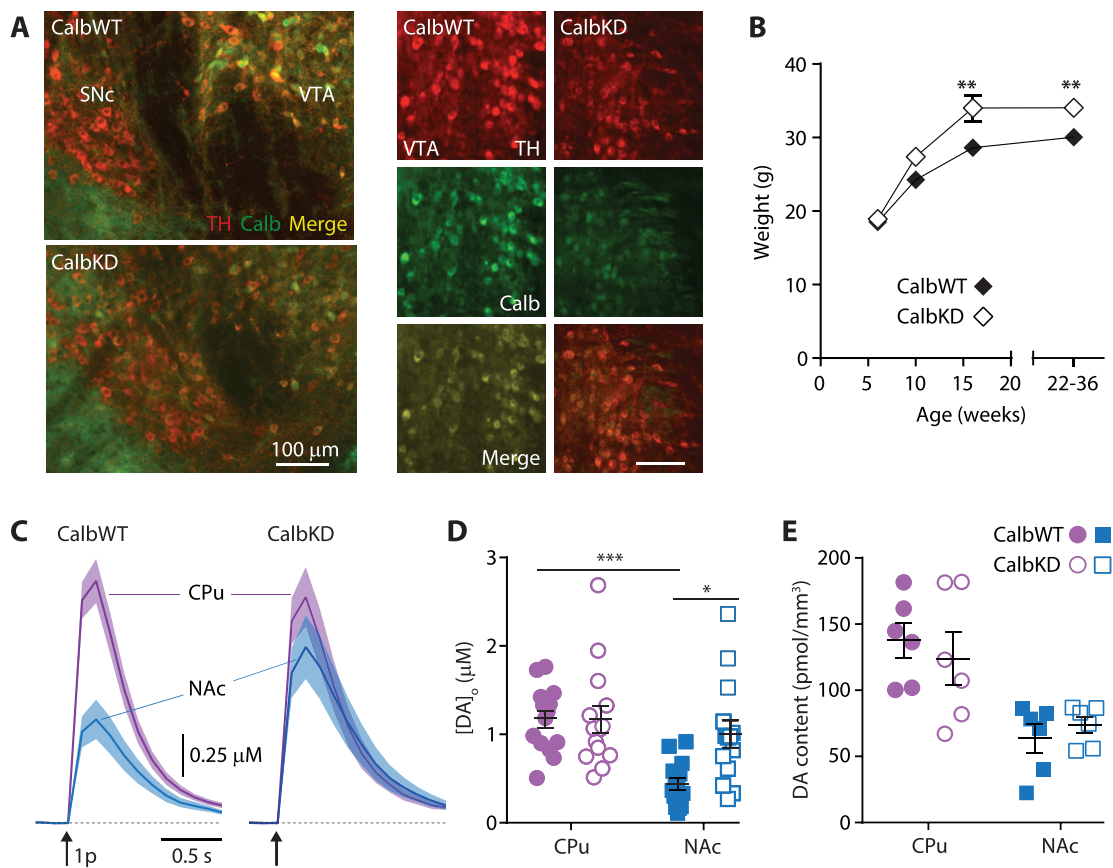 A
CalbWT
SNc
VTA
TH Calb Merge
CalbKD
100 μm
CalbWT
CalbKD
VTA
TH
Calb
Merge
B
40
30
20
10
0
Weight (g)
**
**
CalbWT
CalbKD
0
5
10
15
20
22-36
Age (weeks)
C
CalbWT
CalbKD
CPu
NAc
0.25 μM
1p
0.5 s
D
3
2
1
0
[DA]o (μM)
***
*
CPu
NAc
E
CalbWT
CalbKD
200
150
100
50
0
DA content (pmol/mm³)
CPu
NAc